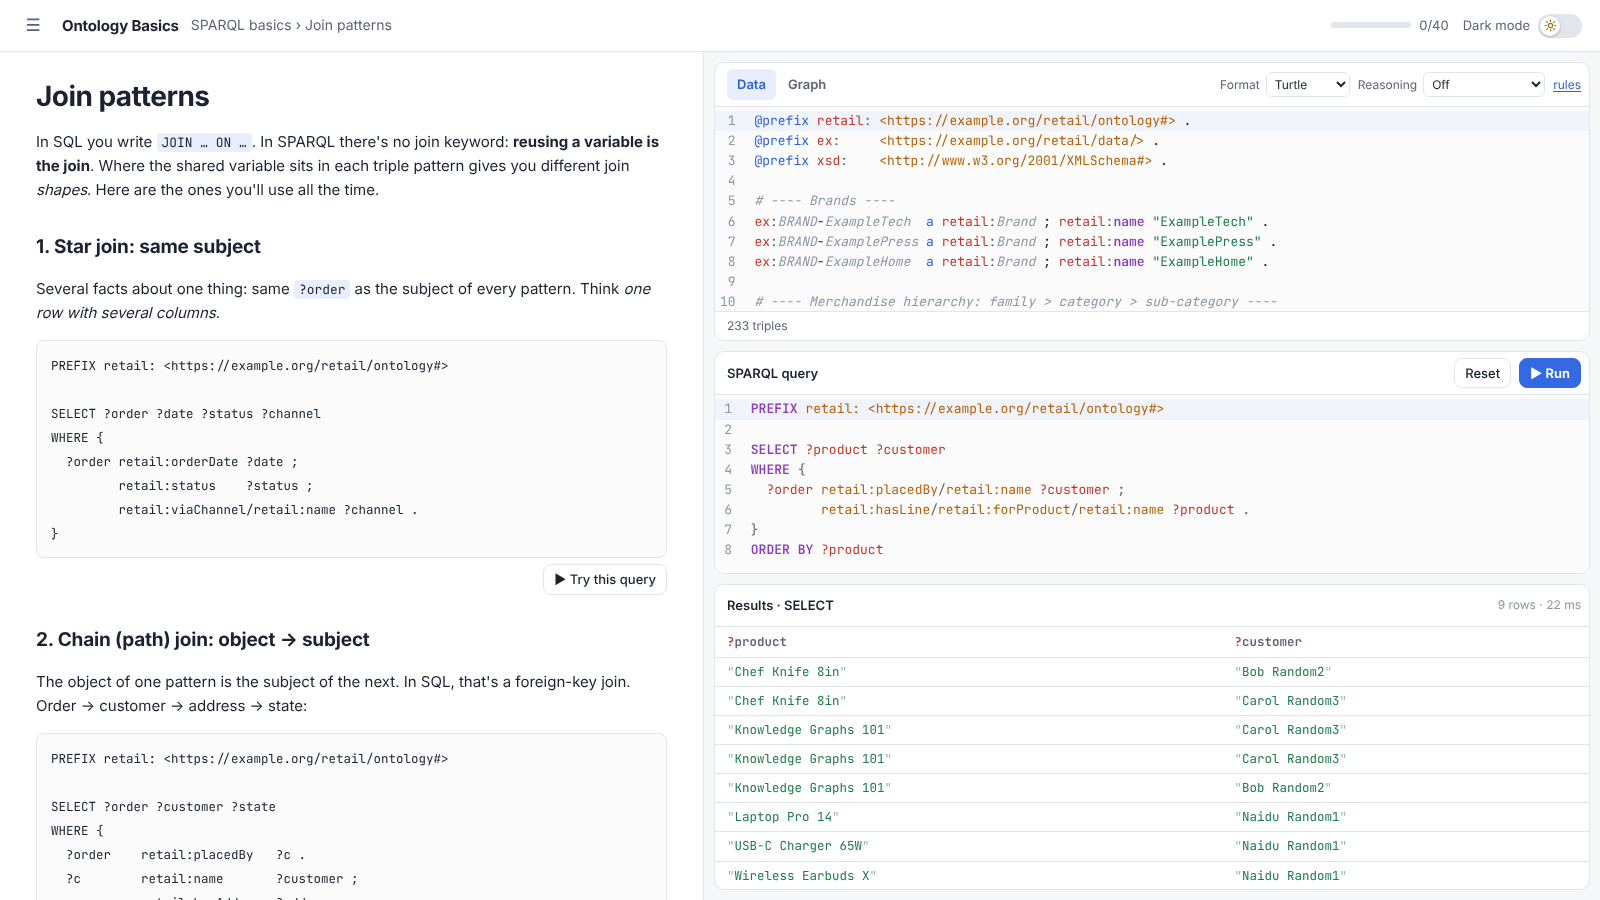 ☰ Ontology Basics SPARQL basics › Join patterns 0/40 Dark mode
Join patterns
In SQL you write JOIN … ON … . In SPARQL there's no join keyword: reusing a variable is
the join. Where the shared variable sits in each triple pattern gives you different join
shapes. Here are the ones you'll use all the time.
1. Star join: same subject
Several facts about one thing: same ?order as the subject of every pattern. Think one
row with several columns.
PREFIX retail: <https://example.org/retail/ontology#>
SELECT ?order ?date ?status ?channel
WHERE {
?order retail:orderDate ?date ;
retail:status ?status ;
retail:viaChannel/retail:name ?channel .
}
▶ Try this query
2. Chain (path) join: object → subject
The object of one pattern is the subject of the next. In SQL, that's a foreign-key join.
Order → customer → address → state:
PREFIX retail: <https://example.org/retail/ontology#>
SELECT ?order ?customer ?state
WHERE {
?order retail:placedBy ?c .
?c retail:name ?customer ;
Data Graph Format Turtle Reasoning Off rules
1 @prefix retail: <https://example.org/retail/ontology#> .
2 @prefix ex: <https://example.org/retail/data/> .
3 @prefix xsd: <http://www.w3.org/2001/XMLSchema#> .
4
5 # ---- Brands ----
6 ex:BRAND-ExampleTech a retail:Brand ; retail:name "ExampleTech" .
7 ex:BRAND-ExamplePress a retail:Brand ; retail:name "ExamplePress" .
8 ex:BRAND-ExampleHome a retail:Brand ; retail:name "ExampleHome" .
9
10 # ---- Merchandise hierarchy: family > category > sub-category ----
233 triples
SPARQL query Reset ▶ Run
1 PREFIX retail: <https://example.org/retail/ontology#>
2
3 SELECT ?product ?customer
4 WHERE {
5 ?order retail:placedBy/retail:name ?customer ;
6 retail:hasLine/retail:forProduct/retail:name ?product .
7 }
8 ORDER BY ?product
Results · SELECT 9 rows · 22 ms
?product ?customer
"Chef Knife 8in" "Bob Random2"
"Chef Knife 8in" "Carol Random3"
"Knowledge Graphs 101" "Carol Random3"
"Knowledge Graphs 101" "Carol Random3"
"Knowledge Graphs 101" "Bob Random2"
"Laptop Pro 14" "Naidu Random1"
"USB-C Charger 65W" "Naidu Random1"
"Wireless Earbuds X" "Naidu Random1"